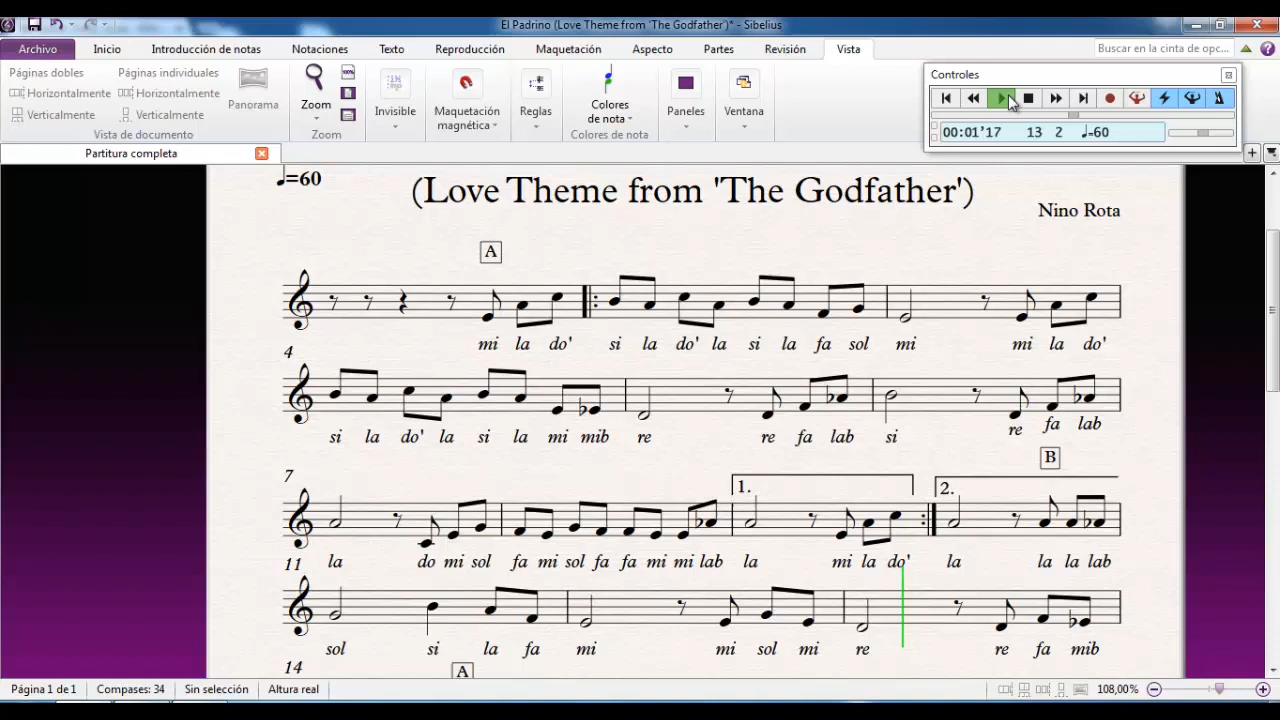 El Padrino (Love Theme from 'The Godfather')* - Sibelius
Archivo Inicio Introducción de notas Notaciones Texto Reproducción Maquetación Aspecto Partes Revisión Vista Buscar en la cinta de opc...
Páginas dobles Páginas individuales
Horizontalmente Horizontalmente
Verticalmente Verticalmente
Panorama
Vista de documento
Zoom
100%
Zoom
Invisible
Maquetación magnética
Reglas
Colores de nota
Colores de nota
Paneles
Ventana
Controles
00:01'17 13 2 ♩=60
Partitura completa
♩=60
(Love Theme from 'The Godfather')
Nino Rota
A
mi la do' si la do' la si la fa sol mi mi la do'
4
si la do' la si la mi mib re re fa lab si re fa lab
B
7
1. 2.
la do mi sol fa mi sol fa fa mi mi lab la mi la do' la la la lab
11
sol si la fa mi mi sol mi re re fa mib
14
A
Página 1 de 1 Compases: 34 Sin selección Altura real 108,00%